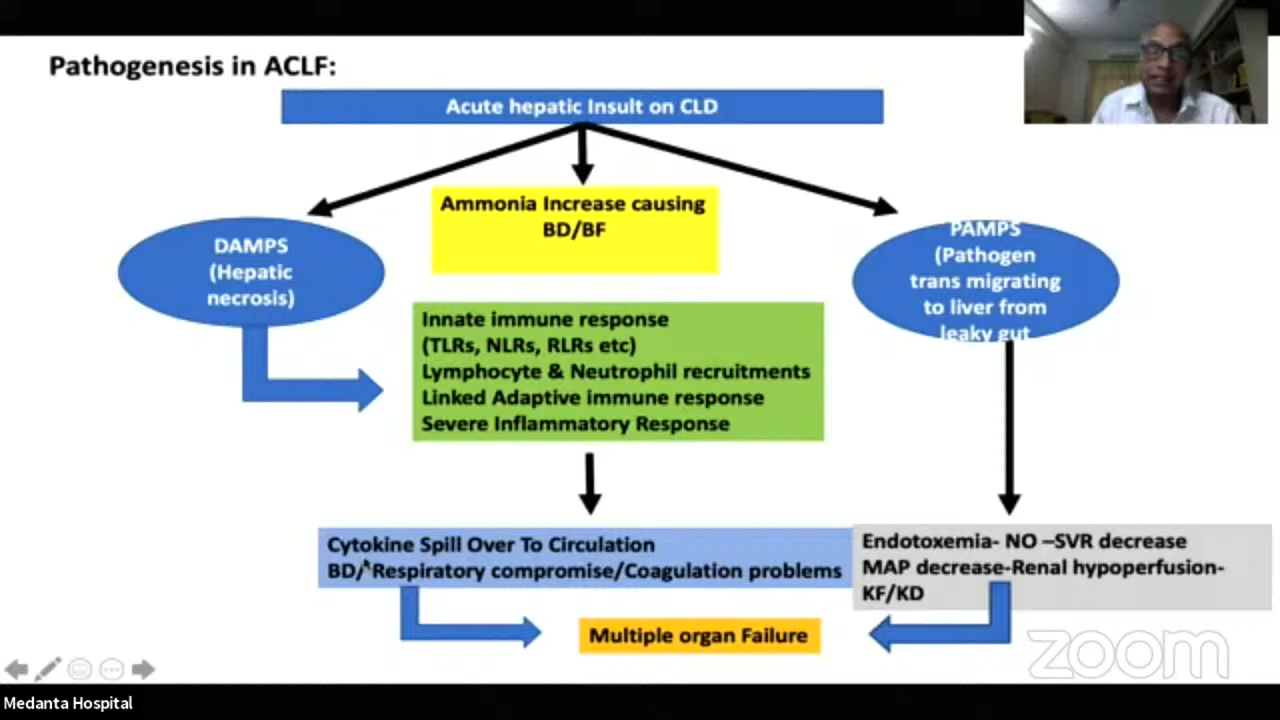 Pathogenesis in ACLF:
Acute hepatic Insult on CLD
Ammonia Increase causing
BD/BF
DAMPS
(Hepatic
necrosis)
PAMPS
(Pathogen
trans migrating
to liver from
leaky gut
Innate immune response
(TLRs, NLRs, RLRs etc)
Lymphocyte & Neutrophil recruitments
Linked Adaptive immune response
Severe Inflammatory Response
Cytokine Spill Over To Circulation
BD/Respiratory compromise/Coagulation problems
Endotoxemia- NO –SVR decrease
MAP decrease-Renal hypoperfusion-
KF/KD
Multiple organ Failure
zoom
Medanta Hospital